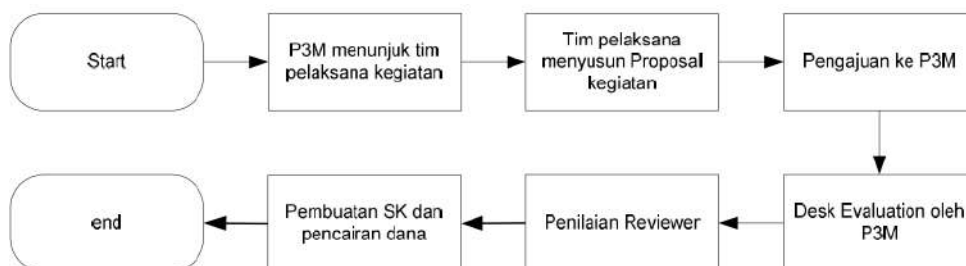 Start
P3M menunjuk tim
pelaksana kegiatan
Tim pelaksana
menyusun Proposal
kegiatan
Pengajuan ke P3M
Desk Evaluation oleh
P3M
Penilaian Reviewer
Pembuatan SK dan
pencairan dana
end